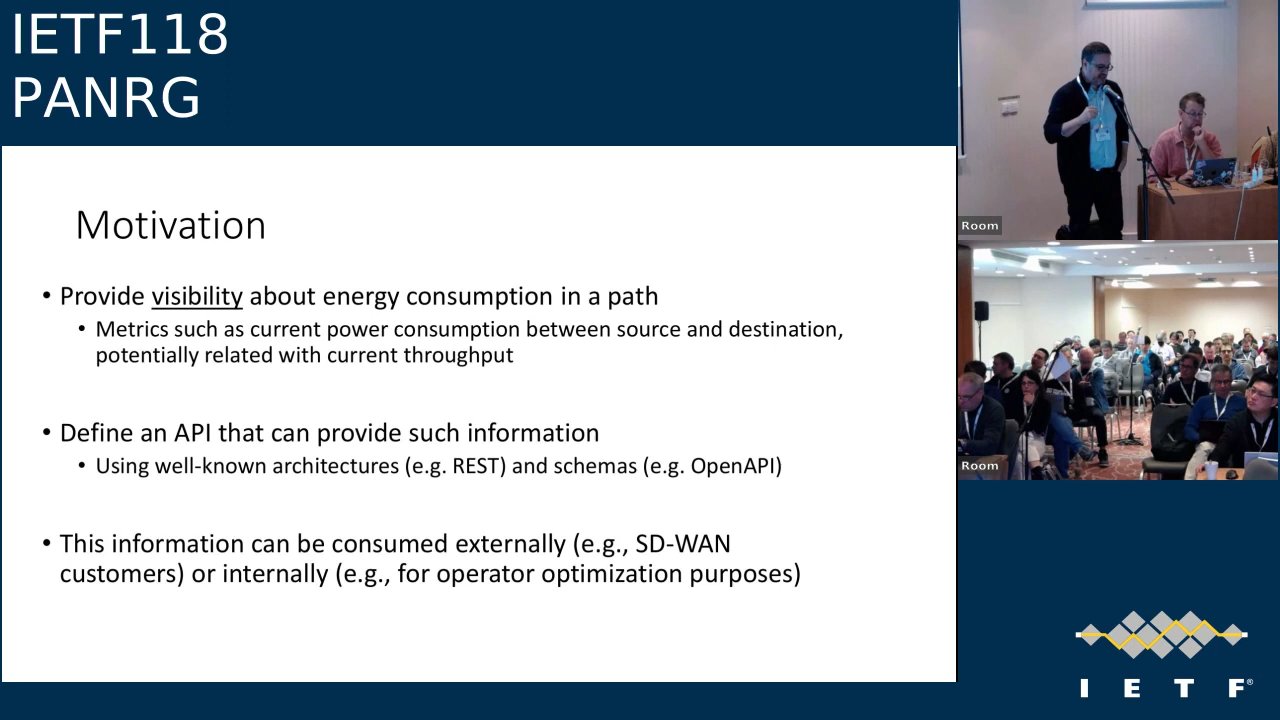 IETF118
PANRG
Motivation
• Provide visibility about energy consumption in a path
• Metrics such as current power consumption between source and destination,
potentially related with current throughput
• Define an API that can provide such information
• Using well-known architectures (e.g. REST) and schemas (e.g. OpenAPI)
• This information can be consumed externally (e.g., SD-WAN
customers) or internally (e.g., for operator optimization purposes)
Room
Room
I E T F®